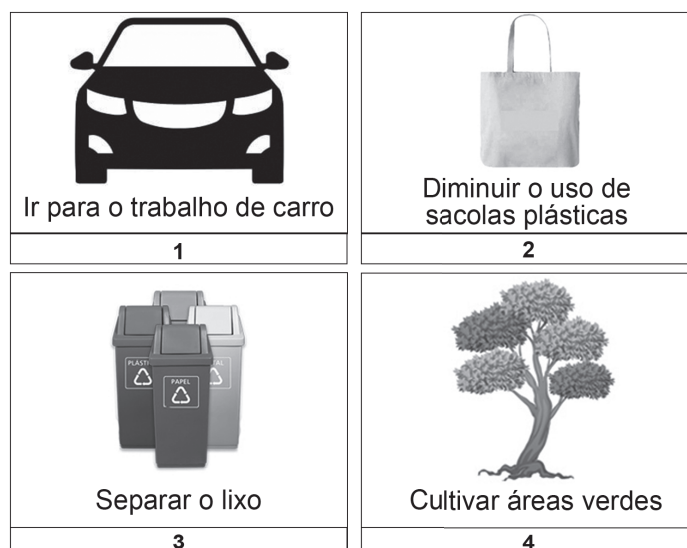 Ir para o trabalho de carro
1
Diminuir o uso de
sacolas plásticas
2
PAPEL
Separar o lixo
3
Cultivar áreas verdes
4